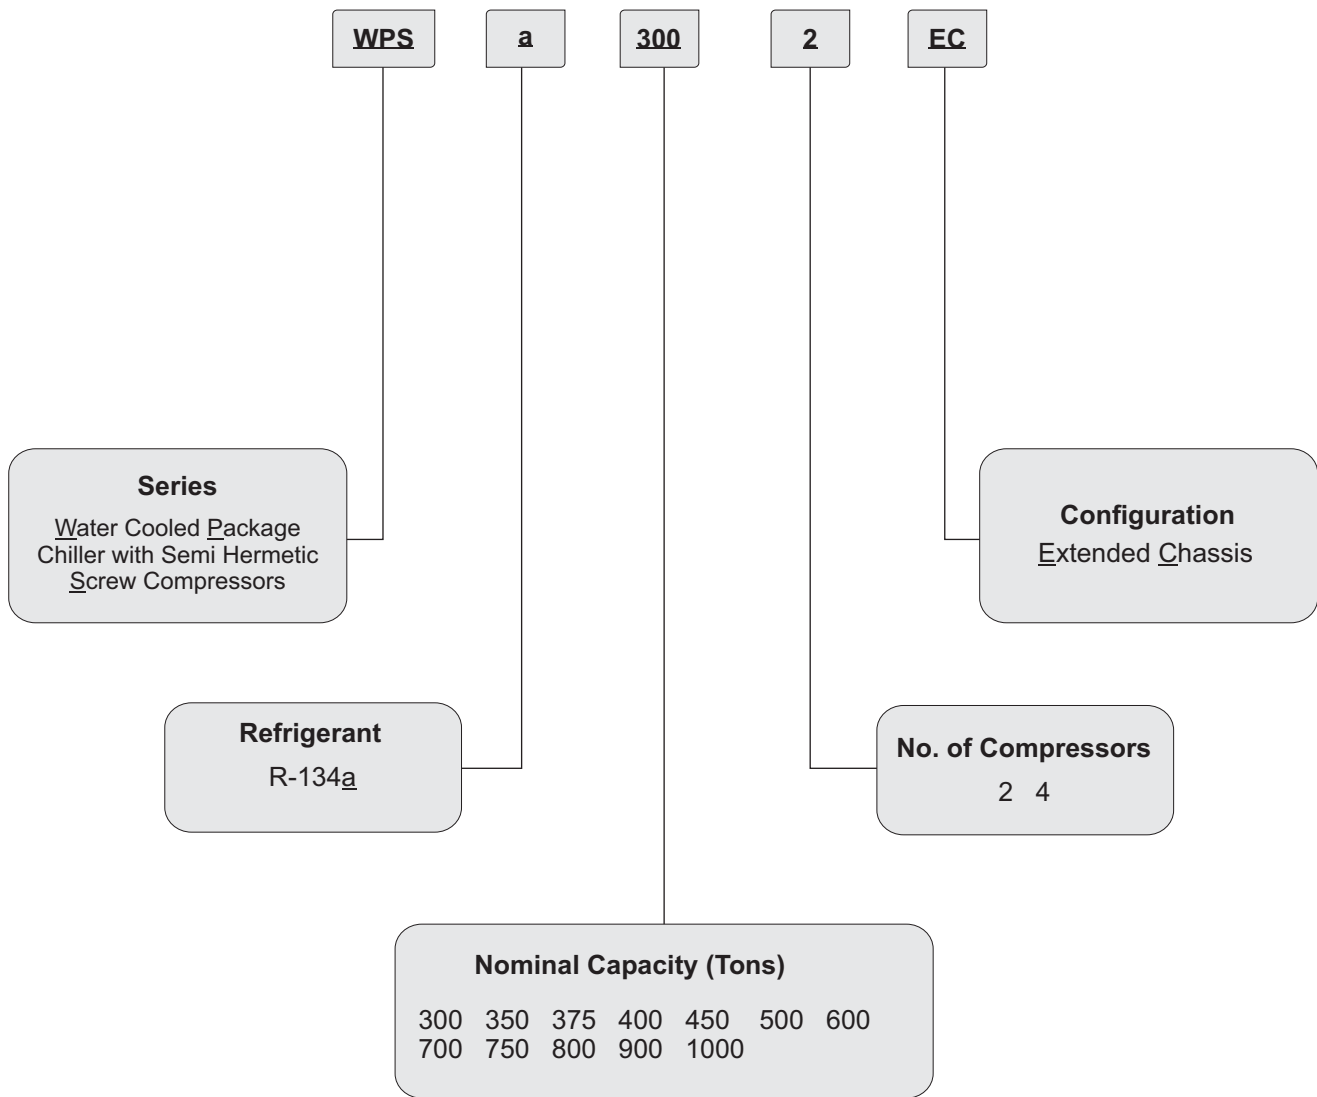 WPS a 300 2 EC
Series
Water Cooled Package
Chiller with Semi Hermetic
Screw Compressors
Configuration
Extended Chassis
Refrigerant
R-134a
No. of Compressors
2 4
Nominal Capacity (Tons)
300 350 375 400 450 500 600
700 750 800 900 1000